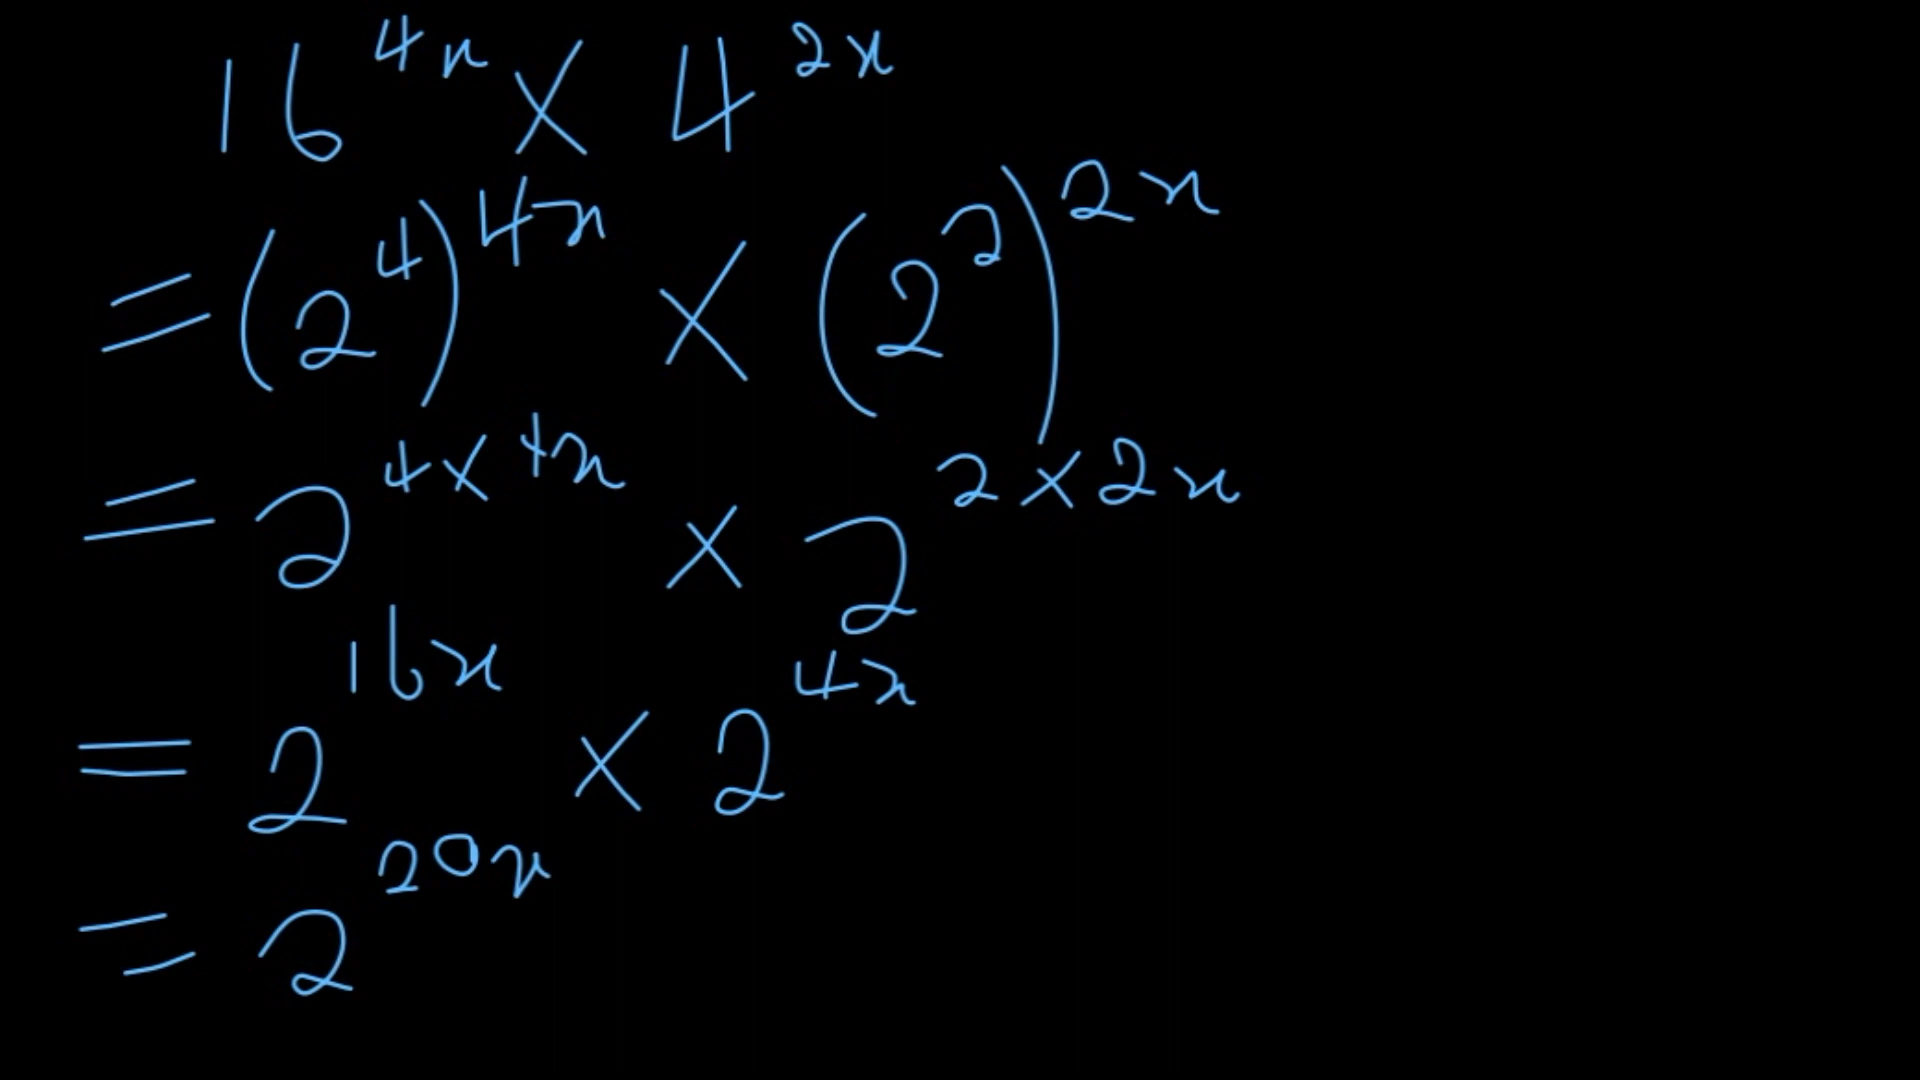 16^{4x} × 4^{2x}
= (2^4)^{4x} × (2^2)^{2x}
= 2^{4×4x} × 2^{2×2x}
= 2^{16x} × 2^{4x}
= 2^{20x}